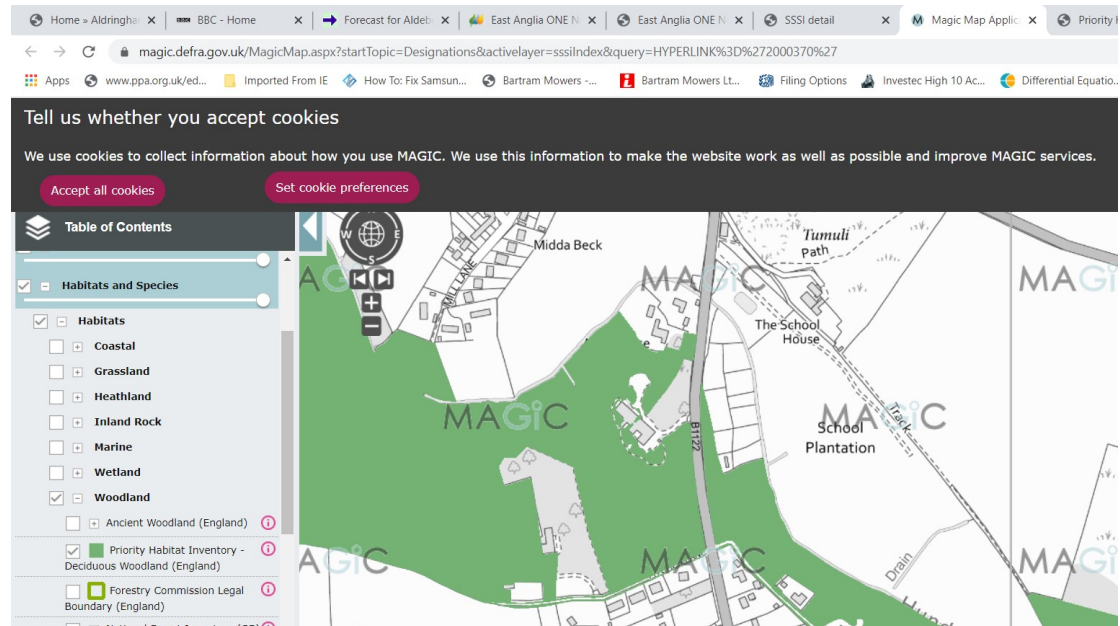 Home » Aldringha
BBC - Home
Forecast for Aldeb
East Anglia ONE N
East Anglia ONE N
SSSI detail
Magic Map Applic
Priority H
magic.defra.gov.uk/MagicMap.aspx?startTopic=Designations&activelayer=sssiIndex&query=HYPERLINK%3D%272000370%27
Apps
www.ppa.org.uk/ed...
Imported From IE
How To: Fix Samsun...
Bartram Mowers -...
Bartram Mowers Lt...
Filing Options
Investec High 10 Ac...
Differential Equatio...
Tell us whether you accept cookies
We use cookies to collect information about how you use MAGIC. We use this information to make the website work as well as possible and improve MAGIC services.
Accept all cookies
Set cookie preferences
Table of Contents
Habitats and Species
Habitats
Coastal
Grassland
Heathland
Inland Rock
Marine
Wetland
Woodland
Ancient Woodland (England)
Priority Habitat Inventory -
Deciduous Woodland (England)
Forestry Commission Legal
Boundary (England)
W
E
S
Midda Beck
MILL LANE
Tumuli
Path
The School
House
MAGiC
MAGiC
MAGiC
School
Plantation
Track
B1122
Drain
MAGiC
MAGiC